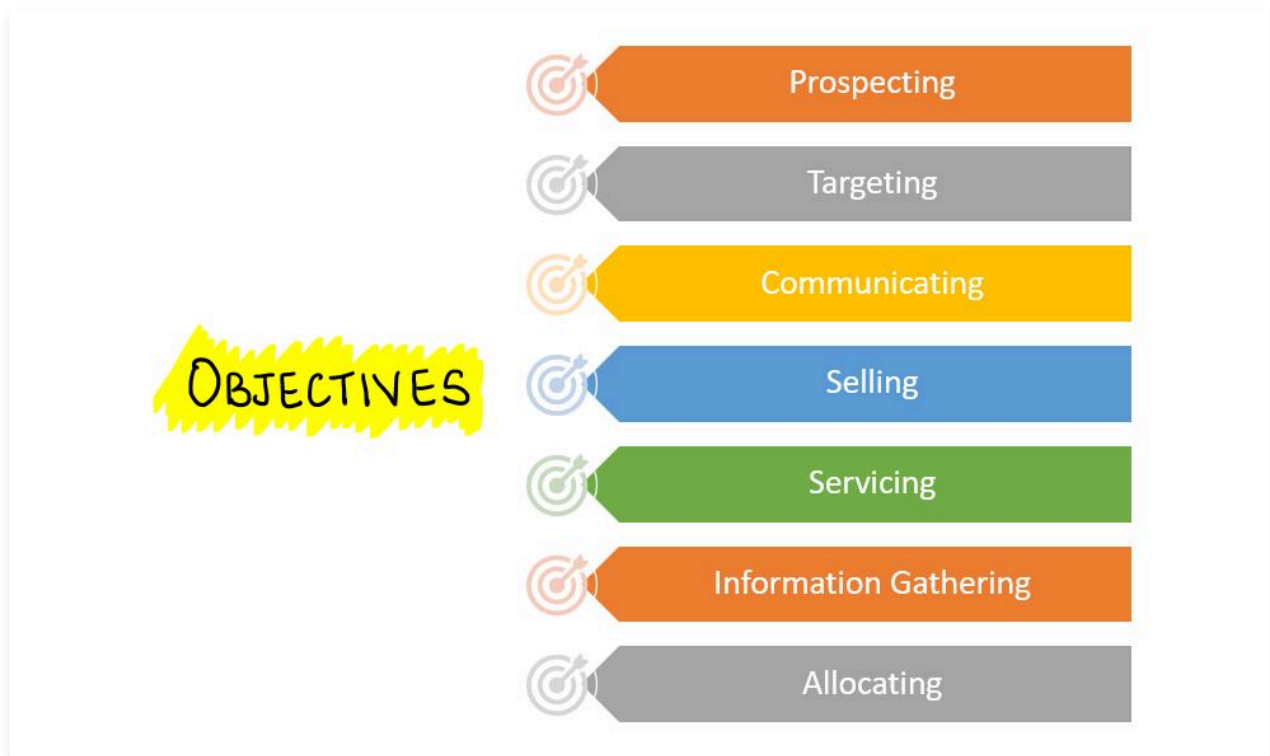 OBJECTIVES
Prospecting
Targeting
Communicating
Selling
Servicing
Information Gathering
Allocating